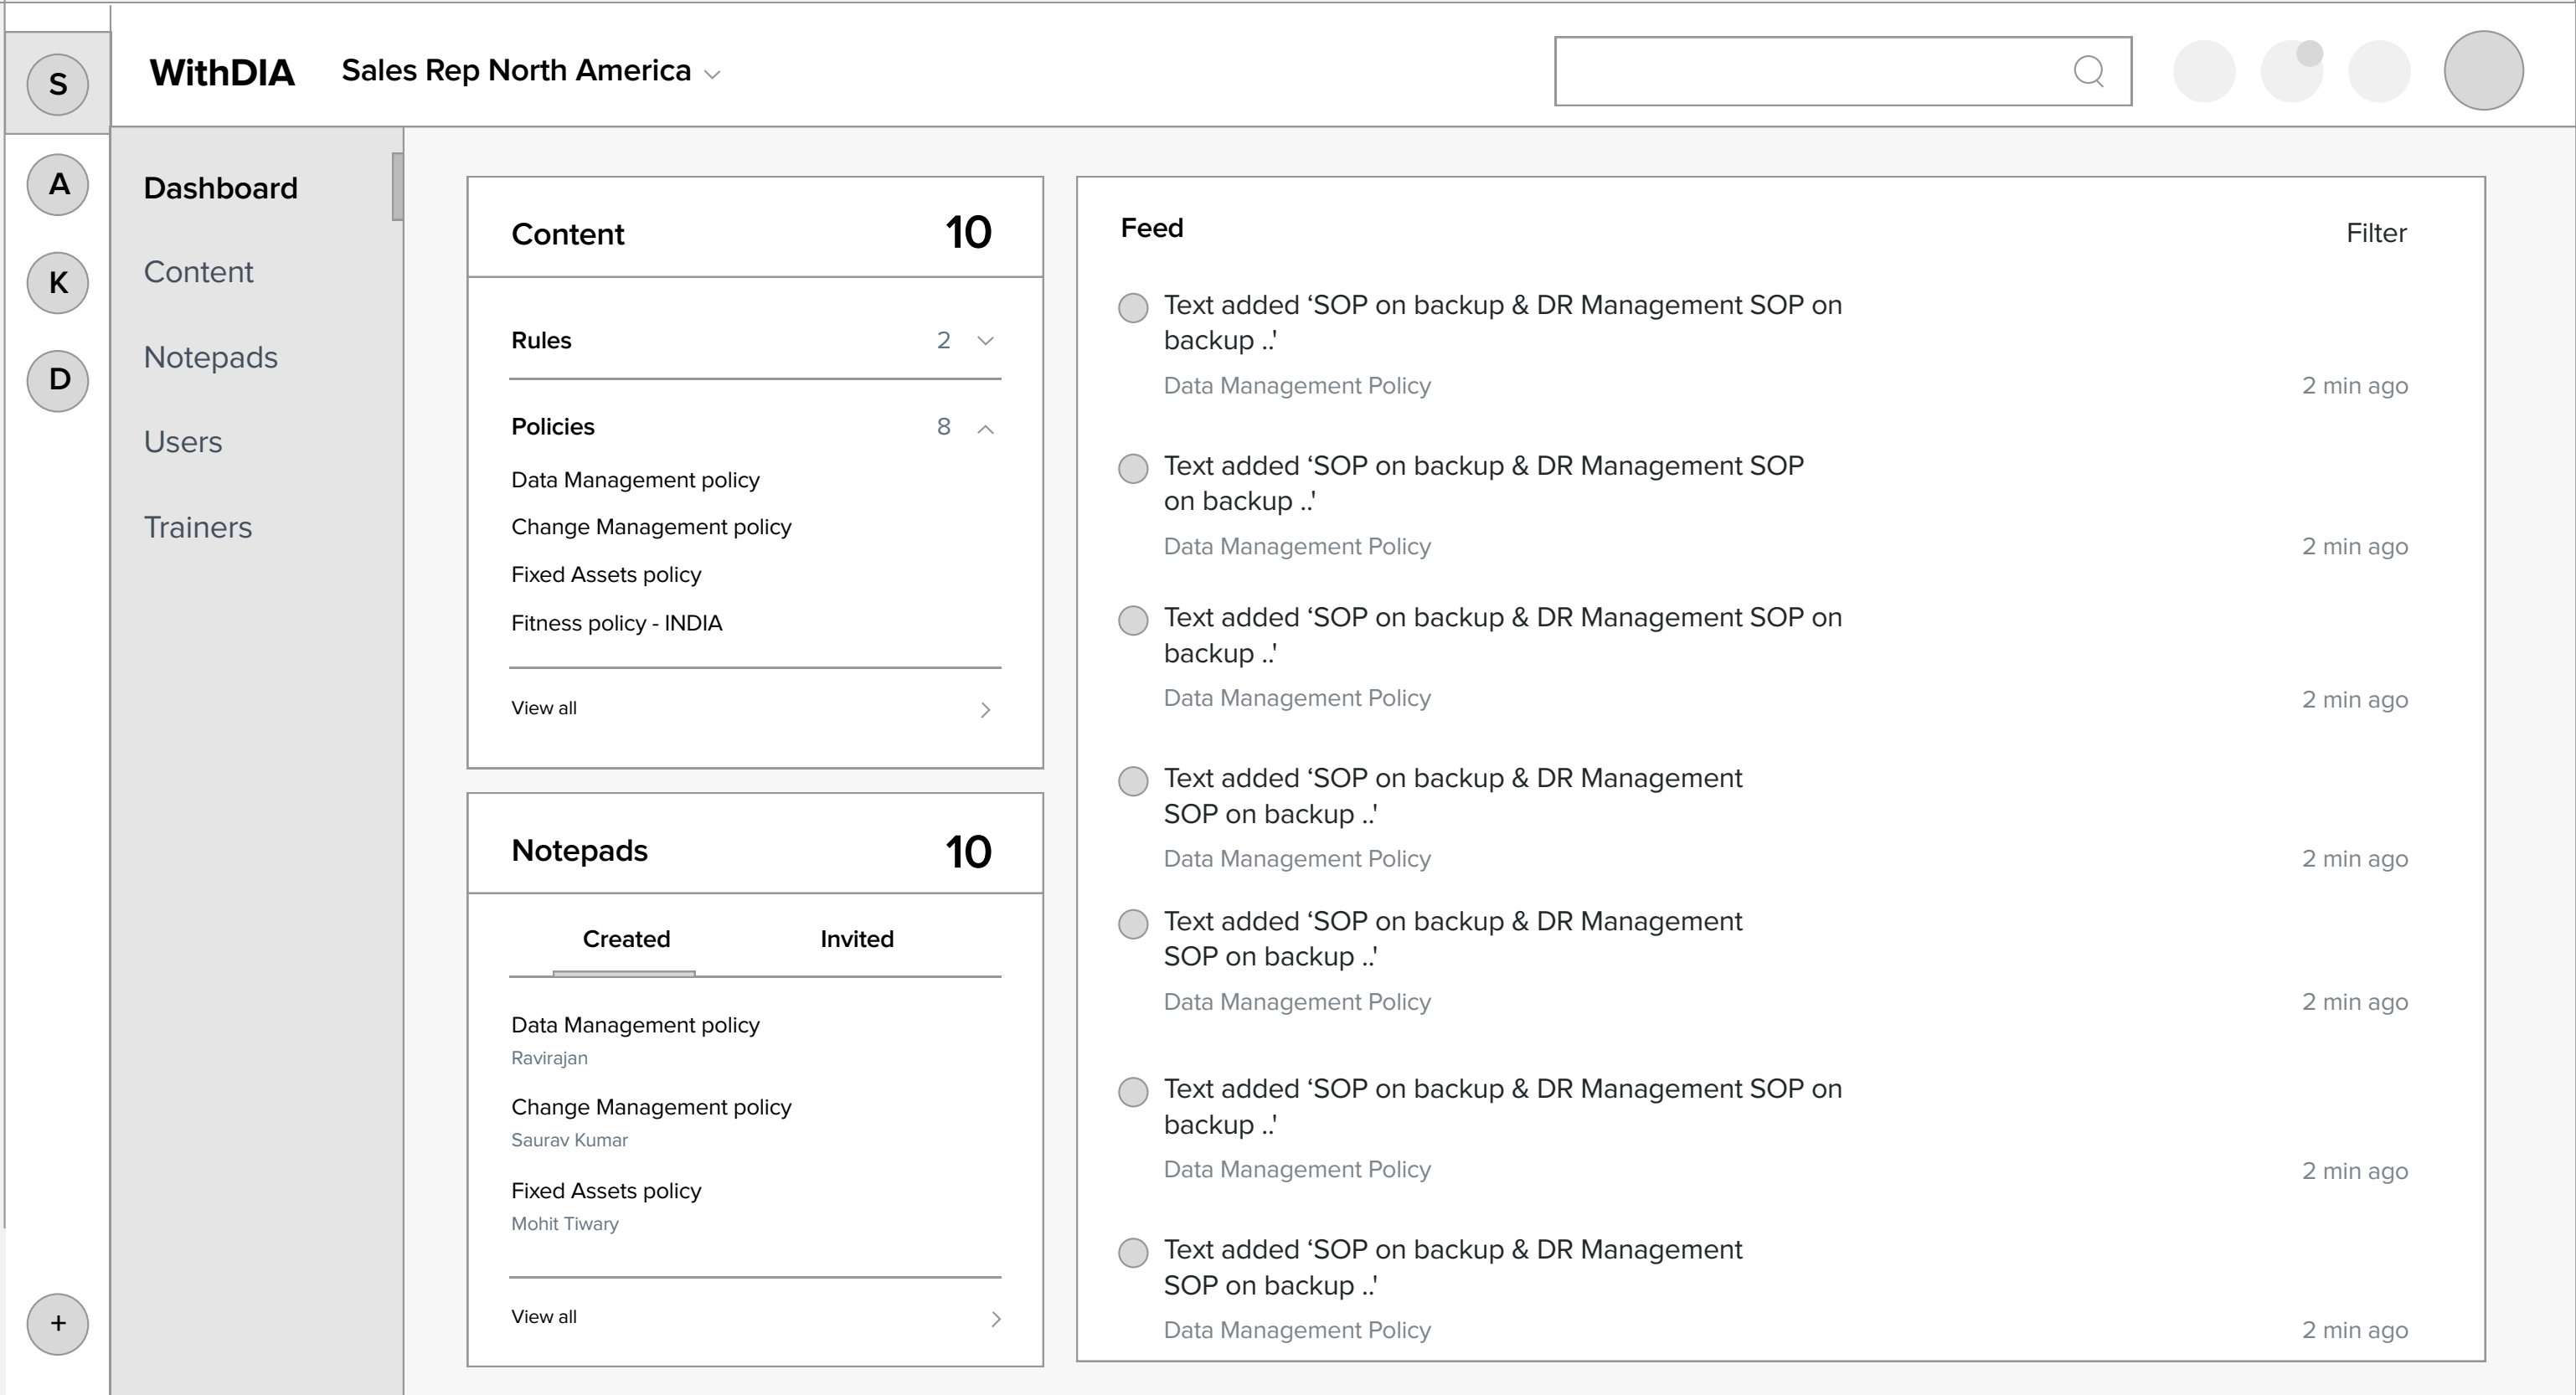 S
A
K
D
+
WithDIA
Sales Rep North America
Dashboard
Content
Notepads
Users
Trainers
Content
10
Rules
2
Policies
8
Data Management policy
Change Management policy
Fixed Assets policy
Fitness policy - INDIA
View all
Notepads
10
Created
Invited
Data Management policy
Ravirajan
Change Management policy
Saurav Kumar
Fixed Assets policy
Mohit Tiwary
View all
Feed
Filter
Text added ‘SOP on backup & DR Management SOP on
backup ..'
Data Management Policy
2 min ago
Text added ‘SOP on backup & DR Management SOP
on backup ..'
Data Management Policy
2 min ago
Text added ‘SOP on backup & DR Management SOP on
backup ..'
Data Management Policy
2 min ago
Text added ‘SOP on backup & DR Management
SOP on backup ..'
Data Management Policy
2 min ago
Text added ‘SOP on backup & DR Management
SOP on backup ..'
Data Management Policy
2 min ago
Text added ‘SOP on backup & DR Management SOP on
backup ..'
Data Management Policy
2 min ago
Text added ‘SOP on backup & DR Management
SOP on backup ..'
Data Management Policy
2 min ago